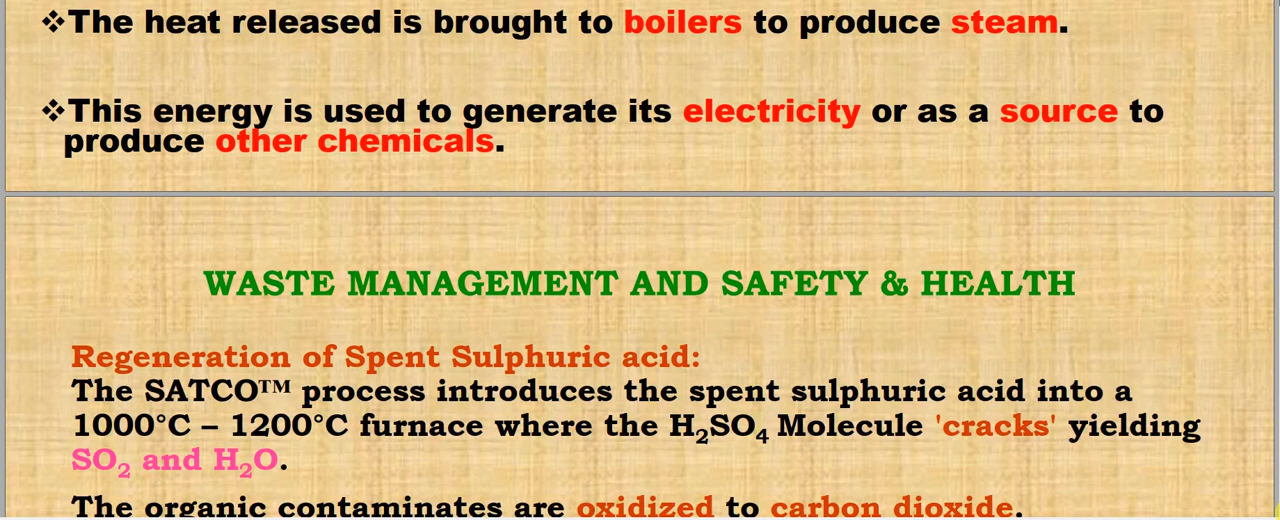 ❖The heat released is brought to boilers to produce steam.
❖This energy is used to generate its electricity or as a source to
produce other chemicals.
WASTE MANAGEMENT AND SAFETY & HEALTH
Regeneration of Spent Sulphuric acid:
The SATCO™ process introduces the spent sulphuric acid into a
1000°C – 1200°C furnace where the H₂SO₄ Molecule 'cracks' yielding
SO₂ and H₂O.
The organic contaminates are oxidized to carbon dioxide.